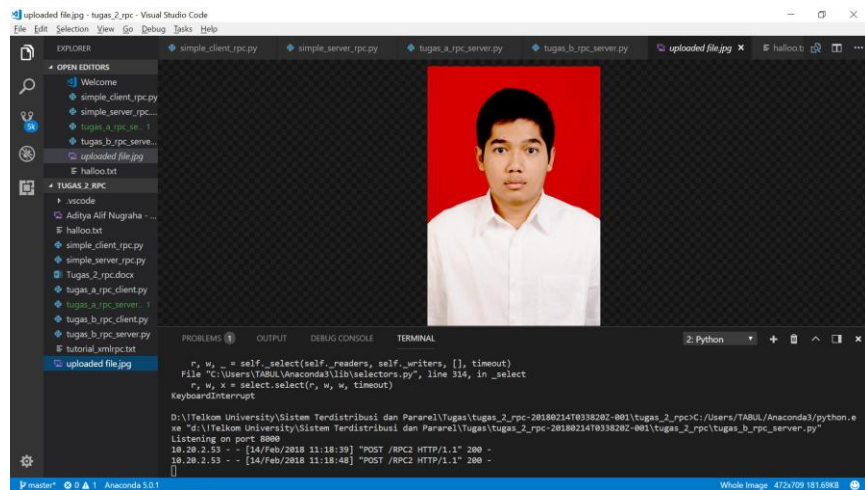 uploaded file.jpg - tugas_2_rpc - Visual Studio Code
File Edit Selection View Go Debug Tasks Help
EXPLORER
simple_client_rpc.py
simple_server_rpc.py
tugas_a_rpc_server.py
tugas_b_rpc_server.py
uploaded file.jpg
halloo.t
OPEN EDITORS
Welcome
simple_client_rpc.py
simple_server_rpc....
tugas_a_rpc_se... 1
tugas_b_rpc_serve...
uploaded file.jpg
halloo.txt
5k
TUGAS_2_RPC
.vscode
Aditya Alif Nugraha - ...
halloo.txt
simple_client_rpc.py
simple_server_rpc.py
Tugas_2_rpc.docx
tugas_a_rpc_client.py
tugas_a_rpc_server... 1
tugas_b_rpc_client.py
tugas_b_rpc_server.py
tutorial_xmlrpc.txt
uploaded file.jpg
PROBLEMS 1 OUTPUT DEBUG CONSOLE TERMINAL 2: Python
r, w, _ = self._select(self._readers, self._writers, [], timeout)
File "C:\Users\TABUL\Anaconda3\lib\selectors.py", line 314, in _select
r, w, x = select.select(r, w, w, timeout)
KeyboardInterrupt
D:\!Telkom University\Sistem Terdistribusi dan Pararel\Tugas\tugas_2_rpc-20180214T033820Z-001\tugas_2_rpc>C:/Users/TABUL/Anaconda3/python.e
xe "d:\!Telkom University\Sistem Terdistribusi dan Pararel\Tugas\tugas_2_rpc-20180214T033820Z-001\tugas_2_rpc\tugas_b_rpc_server.py"
Listening on port 8000
10.20.2.53 - - [14/Feb/2018 11:18:39] "POST /RPC2 HTTP/1.1" 200 -
10.20.2.53 - - [14/Feb/2018 11:18:48] "POST /RPC2 HTTP/1.1" 200 -
master* 0 1 Anaconda 5.0.1
Whole Image 472x709 181.69KB